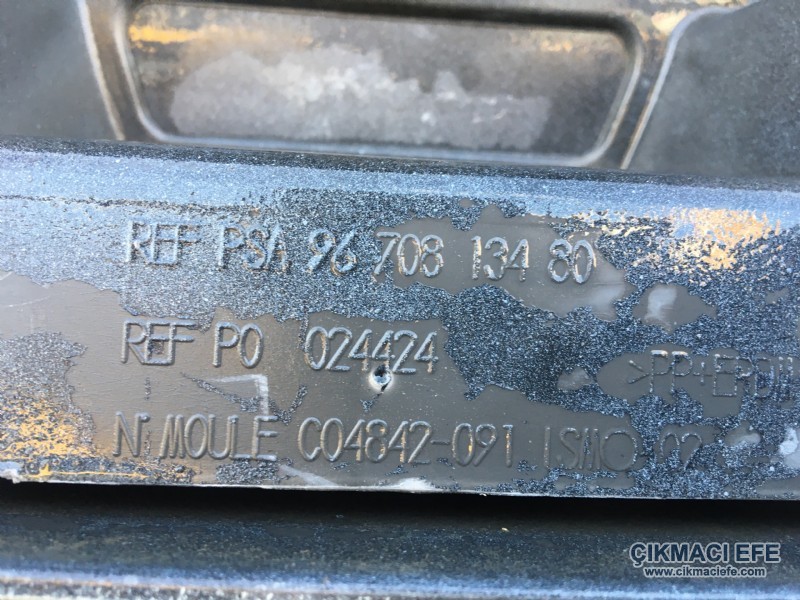 REF PSA 96 708 134 80
REF PO 024424
N° MOULE C04842-091
ÇIKMACI EFE
www.cikmaciefe.com